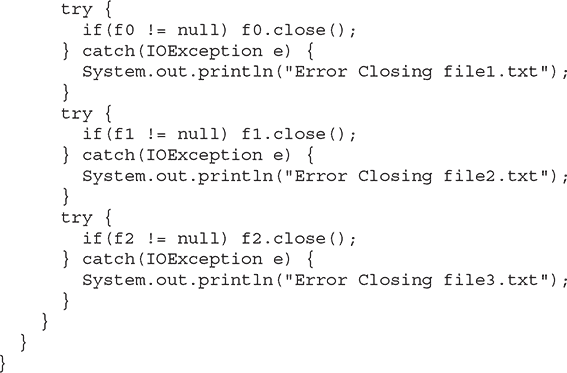 try {
        if(f0 != null) f0.close();
      } catch(IOException e) {
        System.out.println("Error Closing file1.txt");
      }
      try {
        if(f1 != null) f1.close();
      } catch(IOException e) {
        System.out.println("Error Closing file2.txt");
      }
      try {
        if(f2 != null) f2.close();
      } catch(IOException e) {
        System.out.println("Error Closing file3.txt");
      }
    }
  }
}